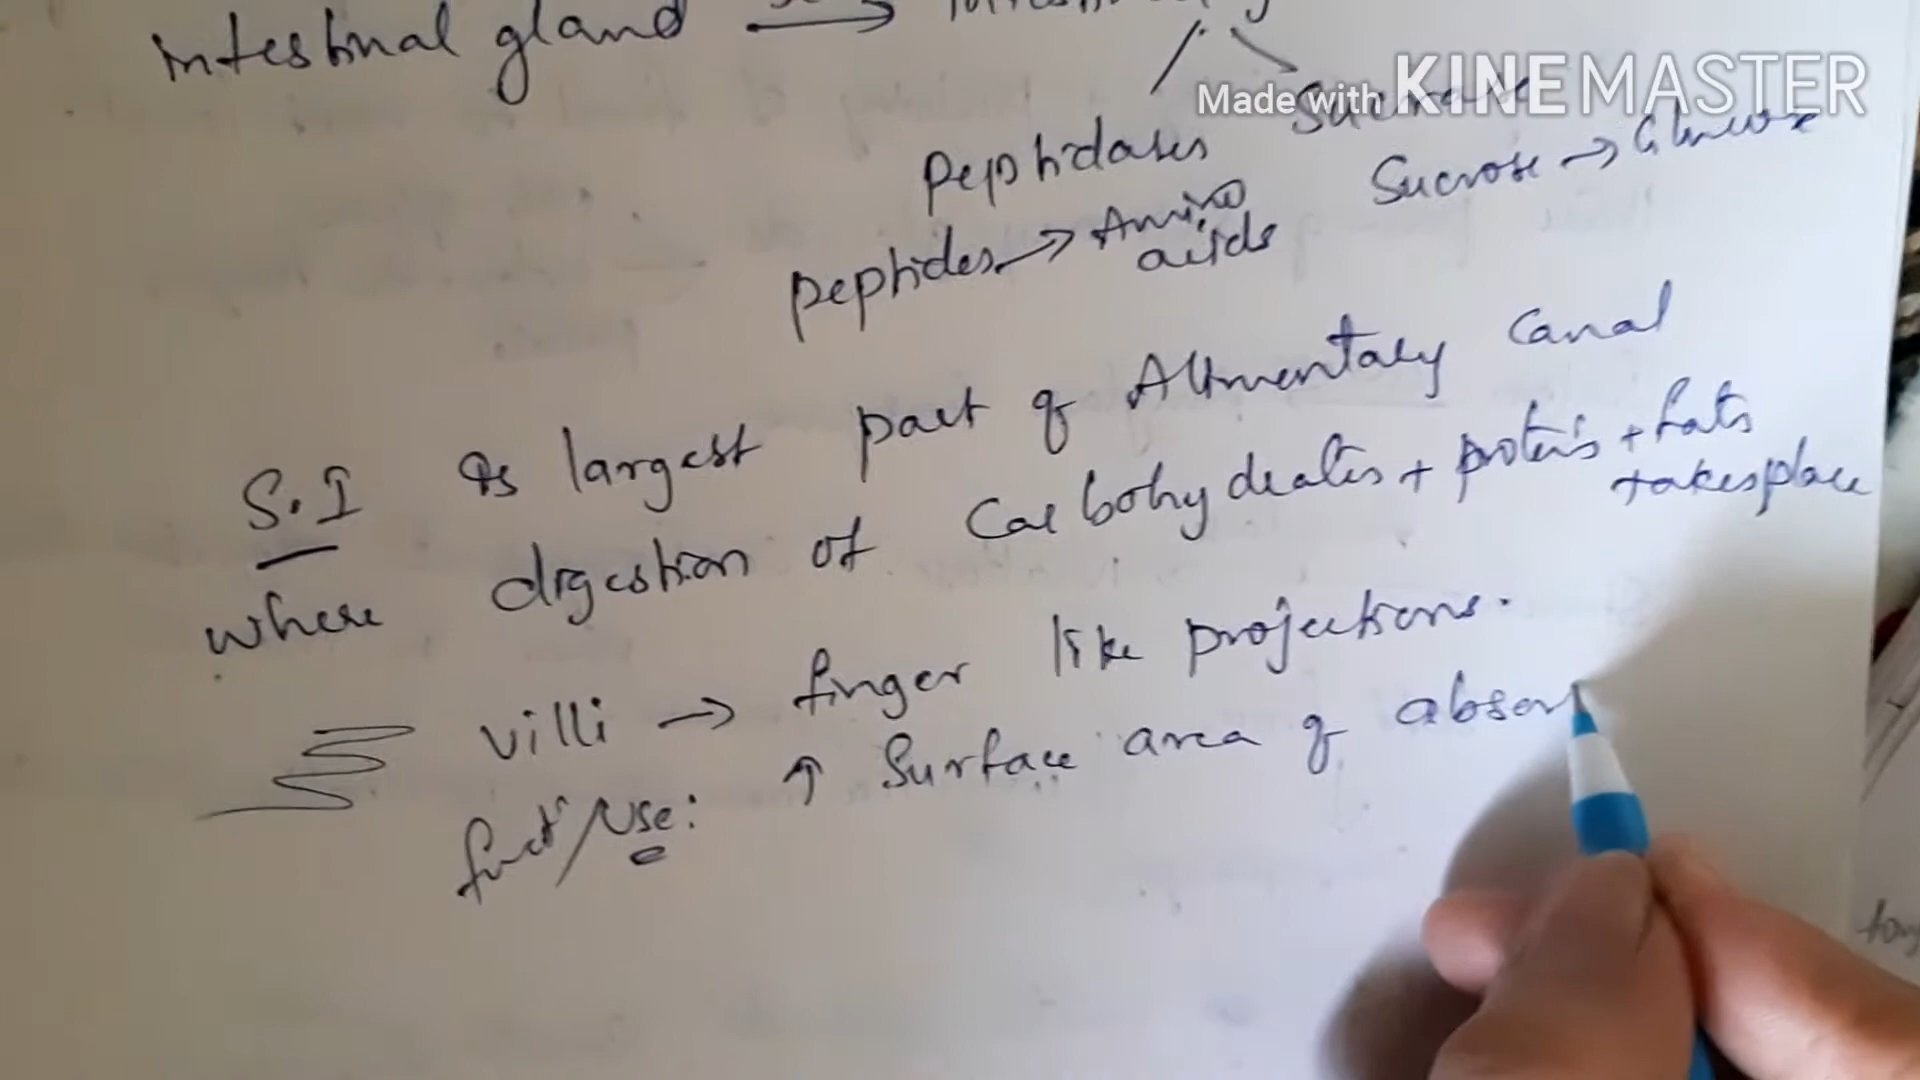 intestinal gland →
Made with KINEMASTER
Peptidases Sucrase
Sucrose → Glucose
peptides → Amino
acids
S.I is largest part of Alimentary Canal
where digestion of Carbohydrates + proteins + fats
takes place
villi → finger like projections.
funct/Use: ↑ Surface area of absor